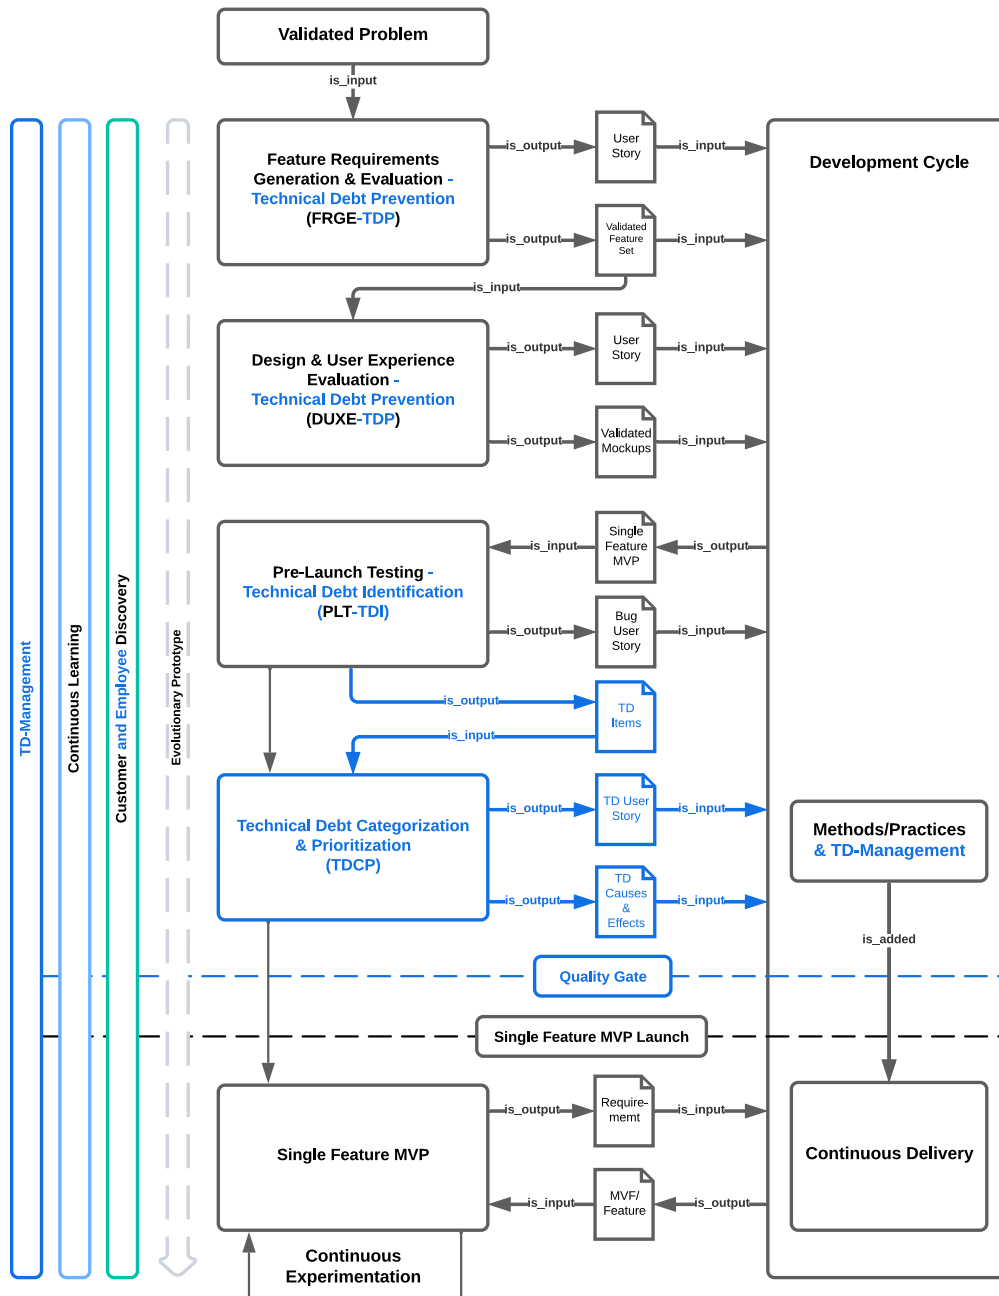 Validated Problem
is_input
Feature Requirements
Generation & Evaluation -
Technical Debt Prevention
(FRGE-TDP)
is_output
User
Story
is_input
is_output
Validated
Feature
Set
is_input
Development Cycle
is_input
Design & User Experience
Evaluation -
Technical Debt Prevention
(DUXE-TDP)
is_output
User
Story
is_input
is_output
Validated
Mockups
is_input
Pre-Launch Testing -
Technical Debt Identification
(PLT-TDI)
is_input
Single
Feature
MVP
is_output
is_output
Bug
User
Story
is_input
is_output
TD
Items
is_input
Technical Debt Categorization
& Prioritization
(TDCP)
is_output
TD User
Story
is_input
is_output
TD
Causes
&
Effects
is_input
Methods/Practices
& TD-Management
is_added
Quality Gate
Single Feature MVP Launch
Single Feature MVP
is_output
Require-
memt
is_input
is_input
MVF/
Feature
is_output
Continuous Delivery
Continuous
Experimentation
TD-Management
Continuous Learning
Customer and Employee Discovery
Evolutionary Prototype